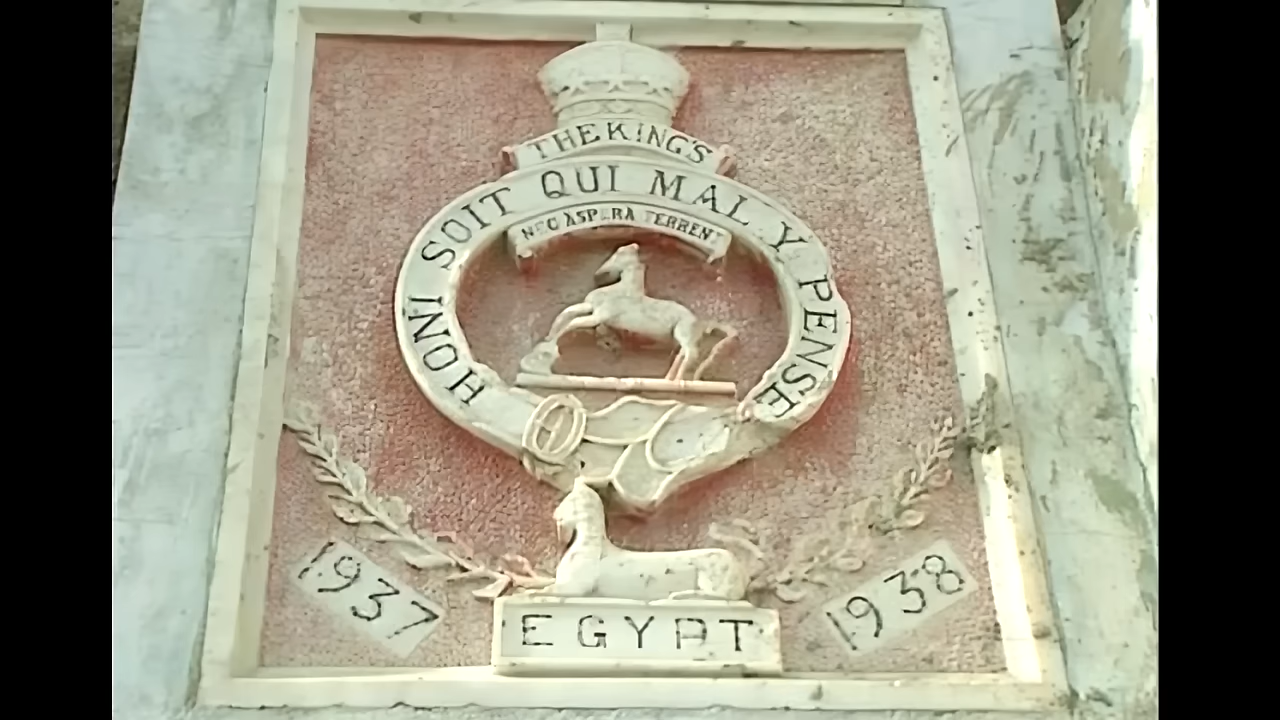 THE KING'S
HONI SOIT QUI MAL Y PENSE
NEC ASPERA TERRENT
1937
1938
EGYPT